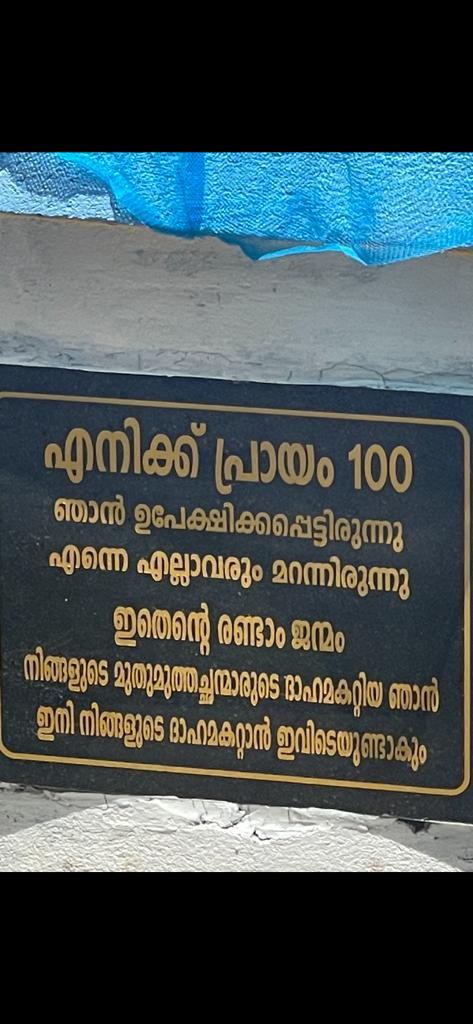 എനിക്ക് പ്രായം 100
ഞാൻ ഉപേക്ഷിക്കപ്പെട്ടിരുന്നു
എന്നെ എല്ലാവരും മറന്നിരുന്നു
ഇതെന്റെ രണ്ടാം ജന്മം
നിങ്ങളുടെ മുതുമുത്തച്ഛന്മാരുടെ ദാഹമകറ്റിയ ഞാൻ
ഇനി നിങ്ങളുടെ ദാഹമകറ്റാൻ ഇവിടെയുണ്ടാകും